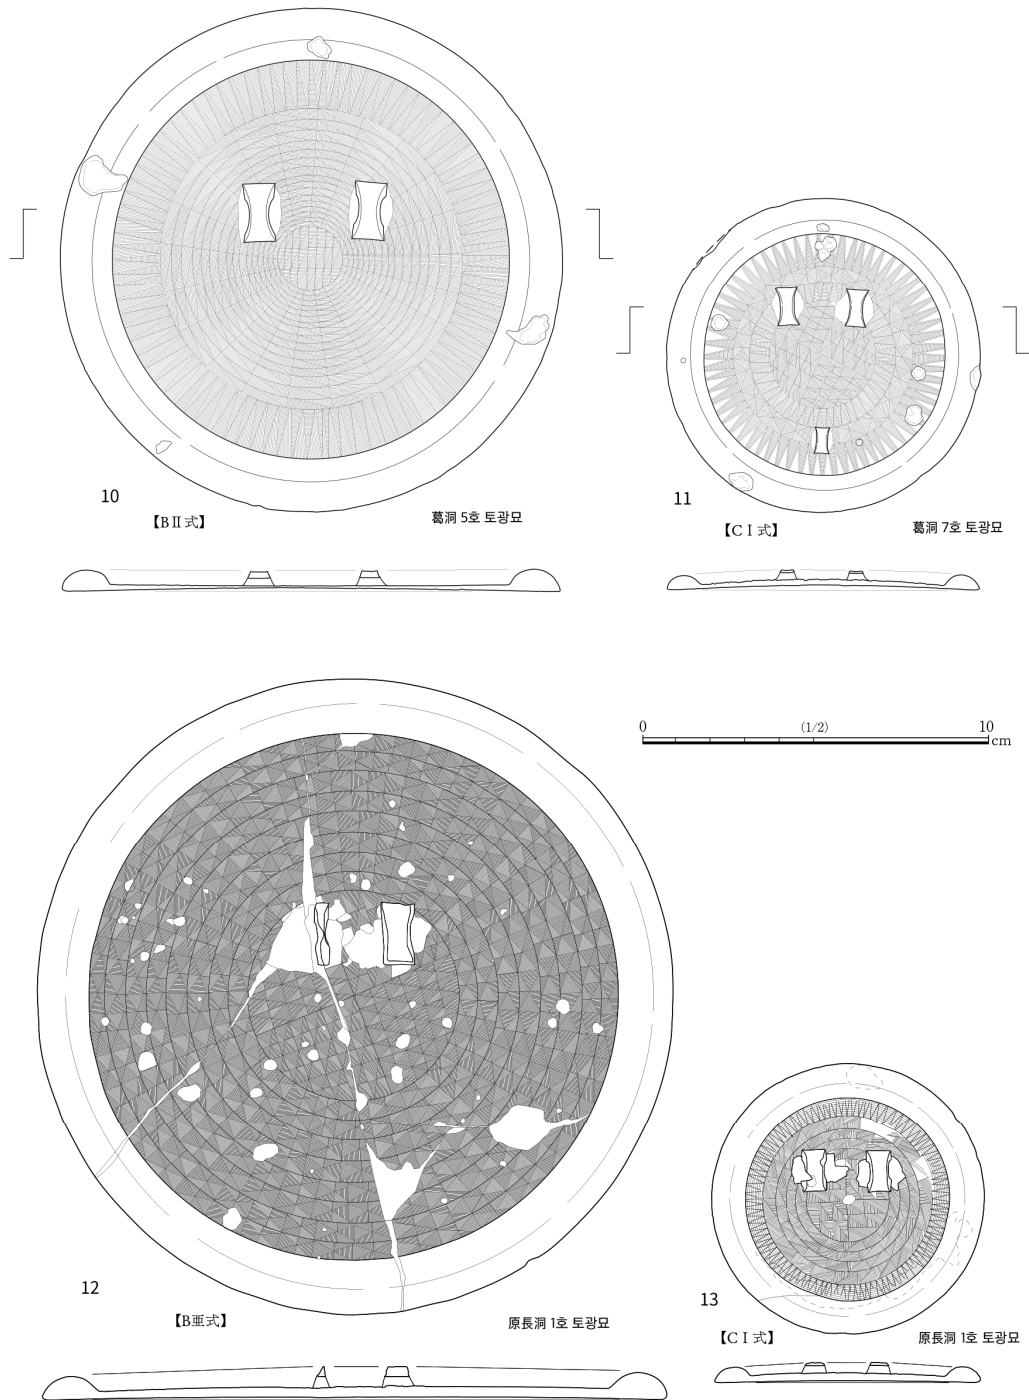 10
【BⅡ式】
葛洞 5호 토광묘
11
【CⅠ式】
葛洞 7호 토광묘
0 (1/2) 10
cm
12
【B亜式】
原長洞 1호 토광묘
13
【CⅠ式】
原長洞 1호 토광묘